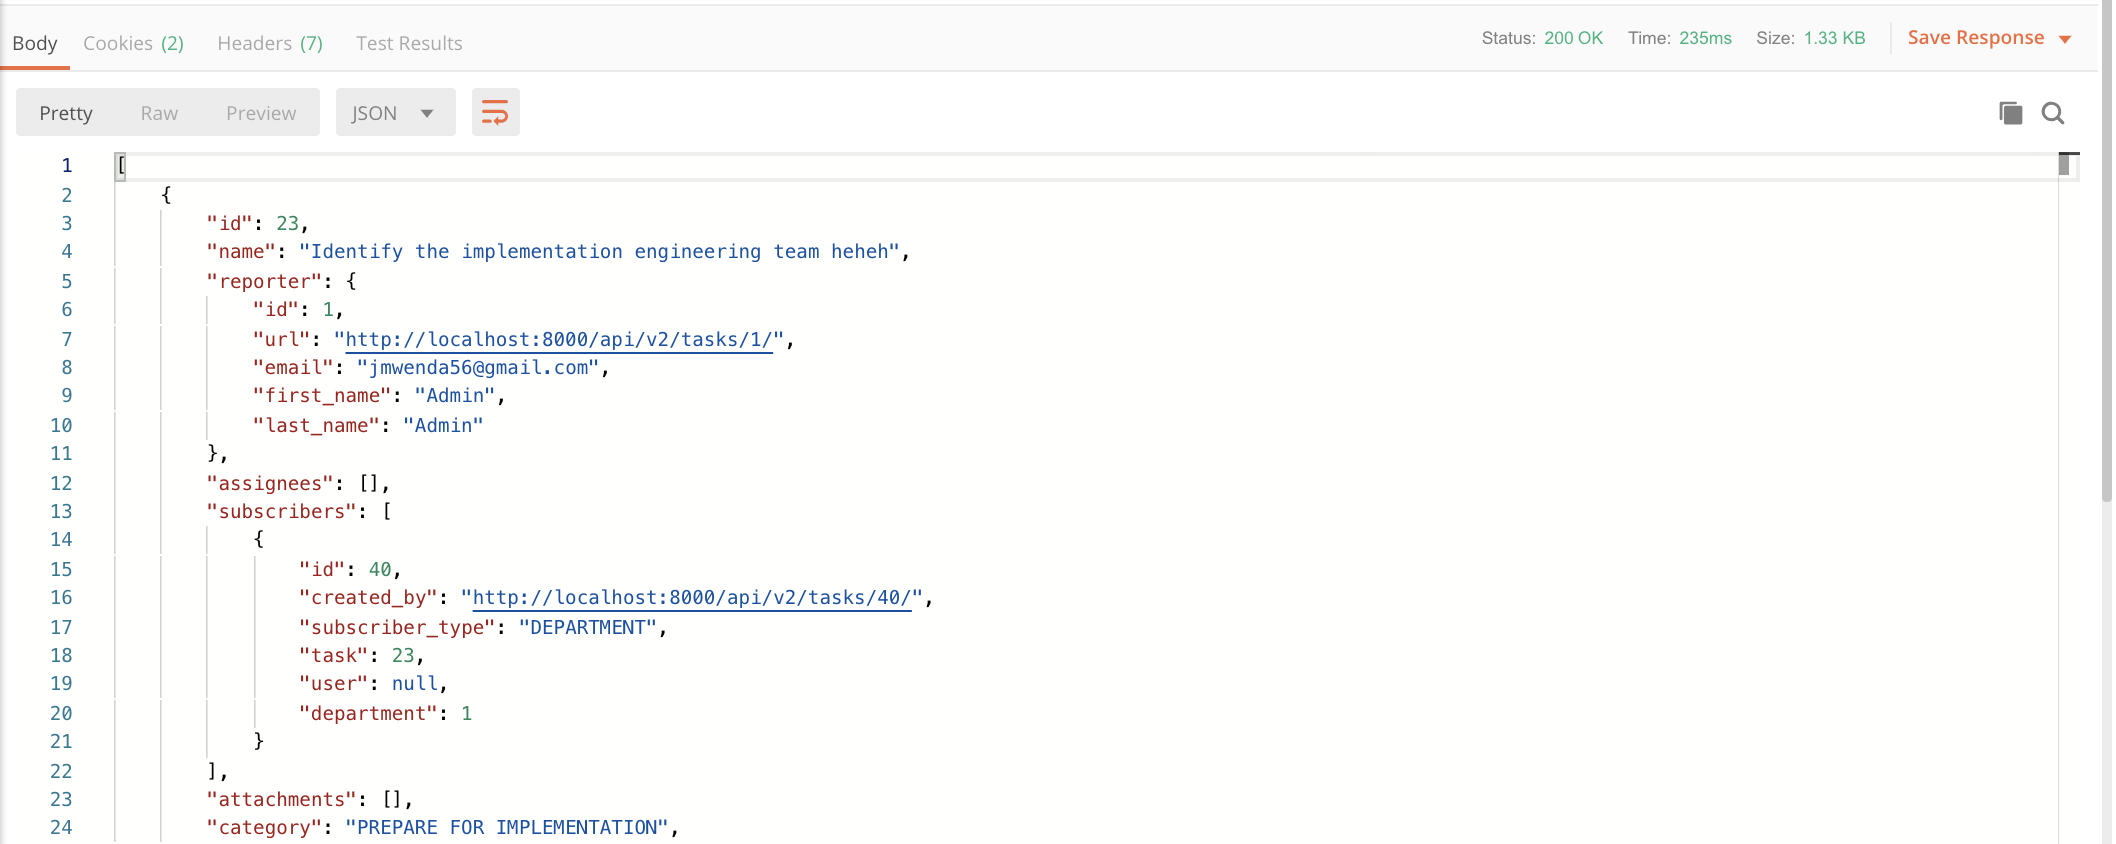 Body Cookies (2) Headers (7) Test Results Status: 200 OK Time: 235ms Size: 1.33 KB Save Response
Pretty Raw Preview JSON
1 [
2 {
3 "id": 23,
4 "name": "Identify the implementation engineering team heheh",
5 "reporter": {
6 "id": 1,
7 "url": "http://localhost:8000/api/v2/tasks/1/",
8 "email": "jmwenda56@gmail.com",
9 "first_name": "Admin",
10 "last_name": "Admin"
11 },
12 "assignees": [],
13 "subscribers": [
14 {
15 "id": 40,
16 "created_by": "http://localhost:8000/api/v2/tasks/40/",
17 "subscriber_type": "DEPARTMENT",
18 "task": 23,
19 "user": null,
20 "department": 1
21 }
22 ],
23 "attachments": [],
24 "category": "PREPARE FOR IMPLEMENTATION",